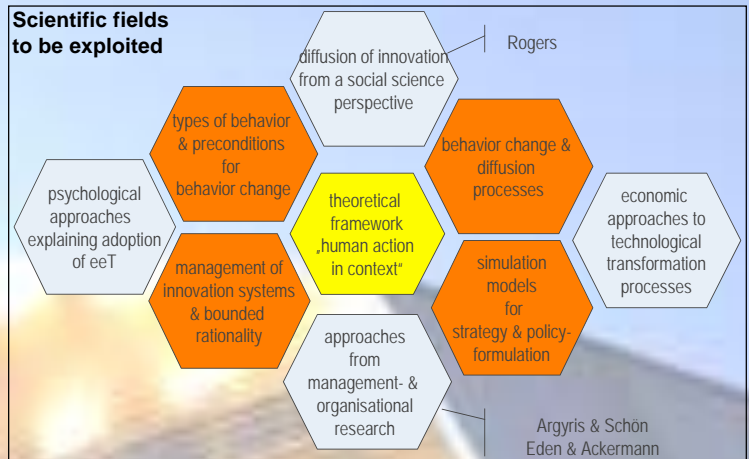 Scientific fields
to be exploited
diffusion of innovation
from a social science
perspective
Rogers
types of behavior
& preconditions
for
behavior change
behavior change &
diffusion
processes
psychological
approaches
explaining adoption
of eeT
theoretical
framework
„human action
in context“
economic
approaches to
technological
transformation
processes
management of
innovation systems
& bounded
rationality
simulation
models
for
strategy & policy-
formulation
approaches
from
management- &
organisational
research
Argyris & Schön
Eden & Ackermann